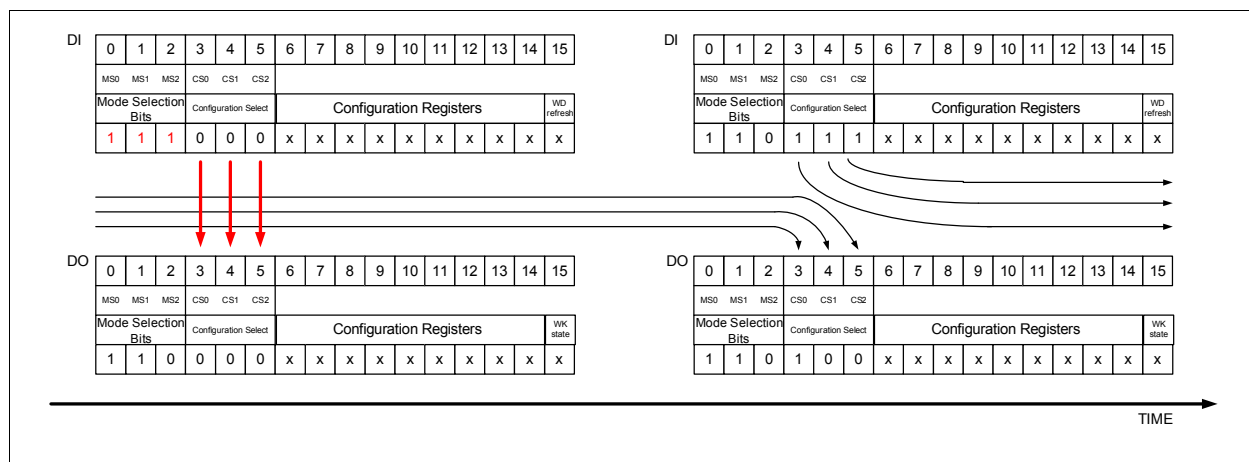 DI
0 1 2 3 4 5 6 7 8 9 10 11 12 13 14 15
MS0 MS1 MS2 CS0 CS1 CS2
Mode Selection Bits Configuration Select Configuration Registers WD refresh
1 1 1 0 0 0 x x x x x x x x x x
DI
0 1 2 3 4 5 6 7 8 9 10 11 12 13 14 15
MS0 MS1 MS2 CS0 CS1 CS2
Mode Selection Bits Configuration Select Configuration Registers WD refresh
1 1 0 1 1 1 x x x x x x x x x x
DO
0 1 2 3 4 5 6 7 8 9 10 11 12 13 14 15
MS0 MS1 MS2 CS0 CS1 CS2
Mode Selection Bits Configuration Select Configuration Registers WK state
1 1 0 0 0 0 x x x x x x x x x x
DO
0 1 2 3 4 5 6 7 8 9 10 11 12 13 14 15
MS0 MS1 MS2 CS0 CS1 CS2
Mode Selection Bits Configuration Select Configuration Registers WK state
1 1 0 1 0 0 x x x x x x x x x x
TIME